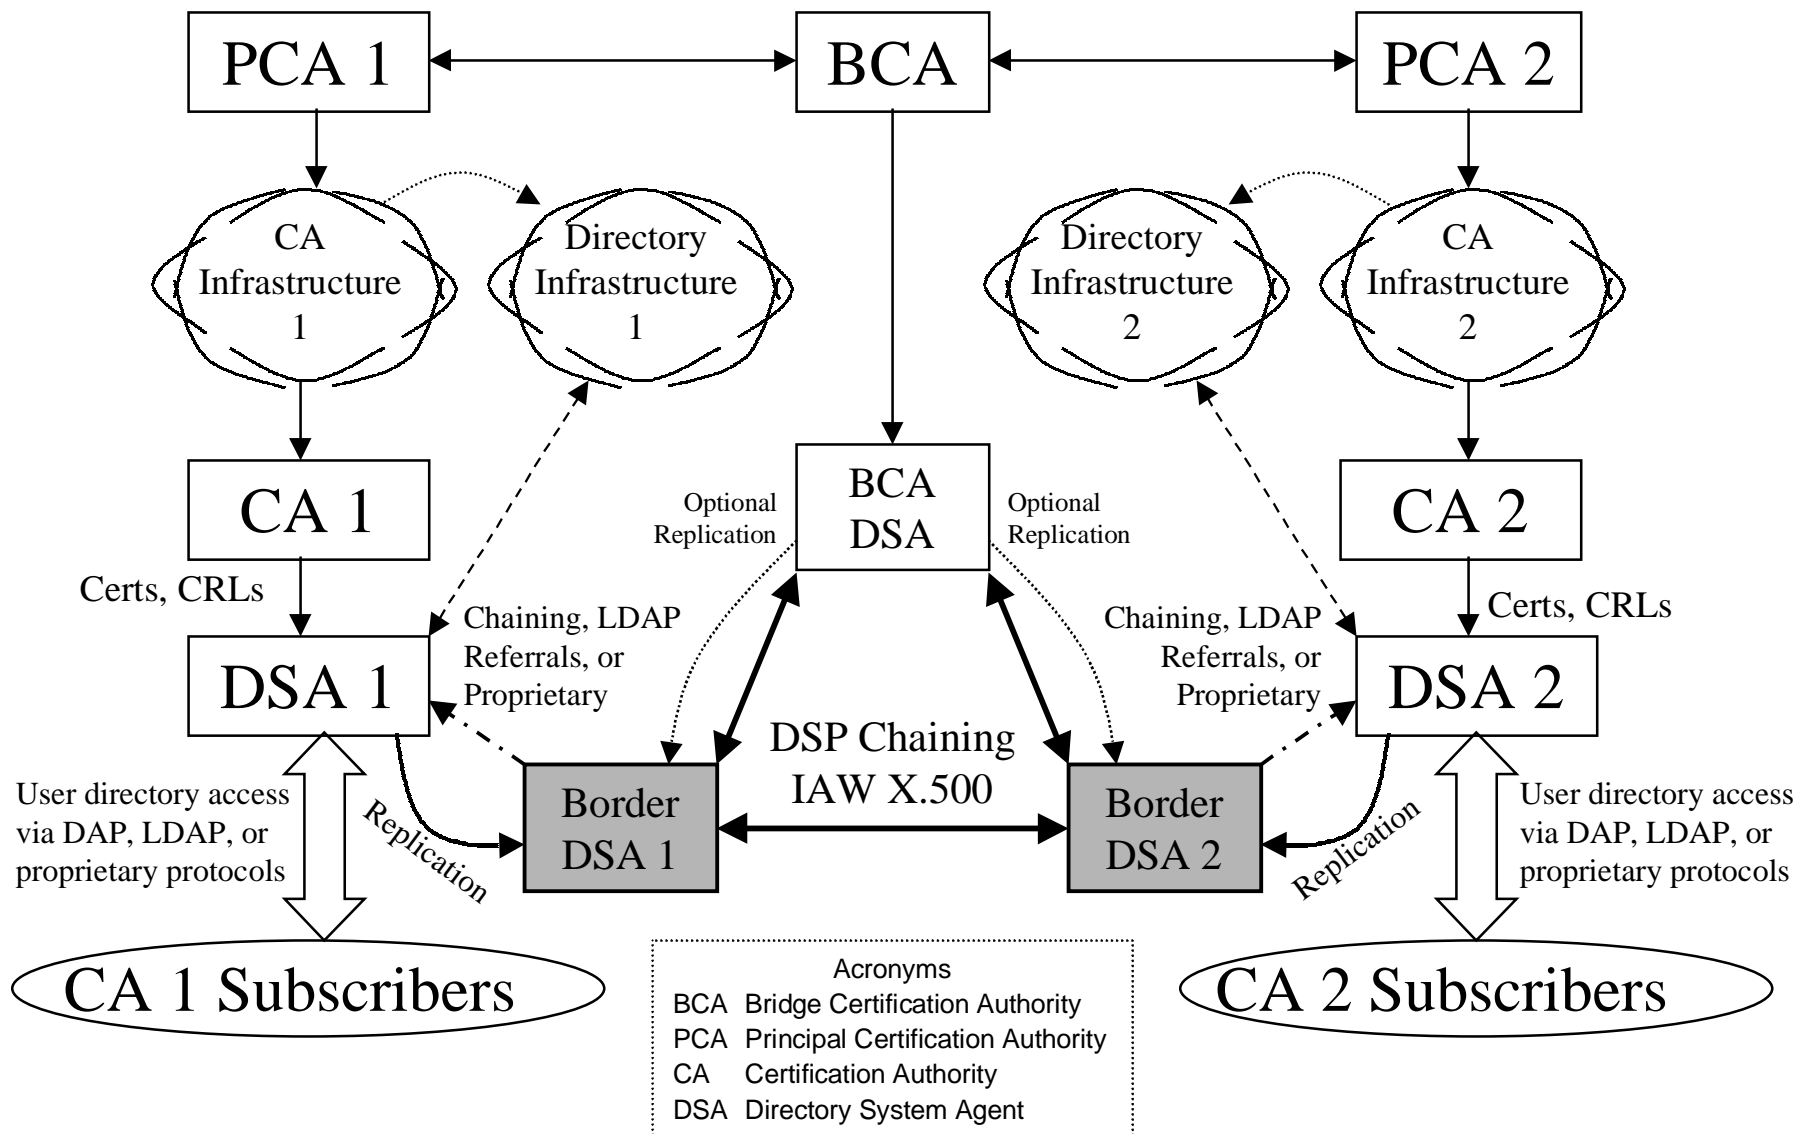 PCA 1
BCA
PCA 2
CA
Infrastructure
1
Directory
Infrastructure
1
Directory
Infrastructure
2
CA
Infrastructure
2
CA 1
Optional
Replication
BCA
DSA
Optional
Replication
CA 2
Certs, CRLs
Certs, CRLs
DSA 1
Chaining, LDAP
Referrals, or
Proprietary
Chaining, LDAP
Referrals, or
Proprietary
DSA 2
DSP Chaining
IAW X.500
User directory access
via DAP, LDAP, or
proprietary protocols
Replication
Border
DSA 1
Border
DSA 2
Replication
User directory access
via DAP, LDAP, or
proprietary protocols
CA 1 Subscribers
CA 2 Subscribers
Acronyms
BCA Bridge Certification Authority
PCA Principal Certification Authority
CA Certification Authority
DSA Directory System Agent